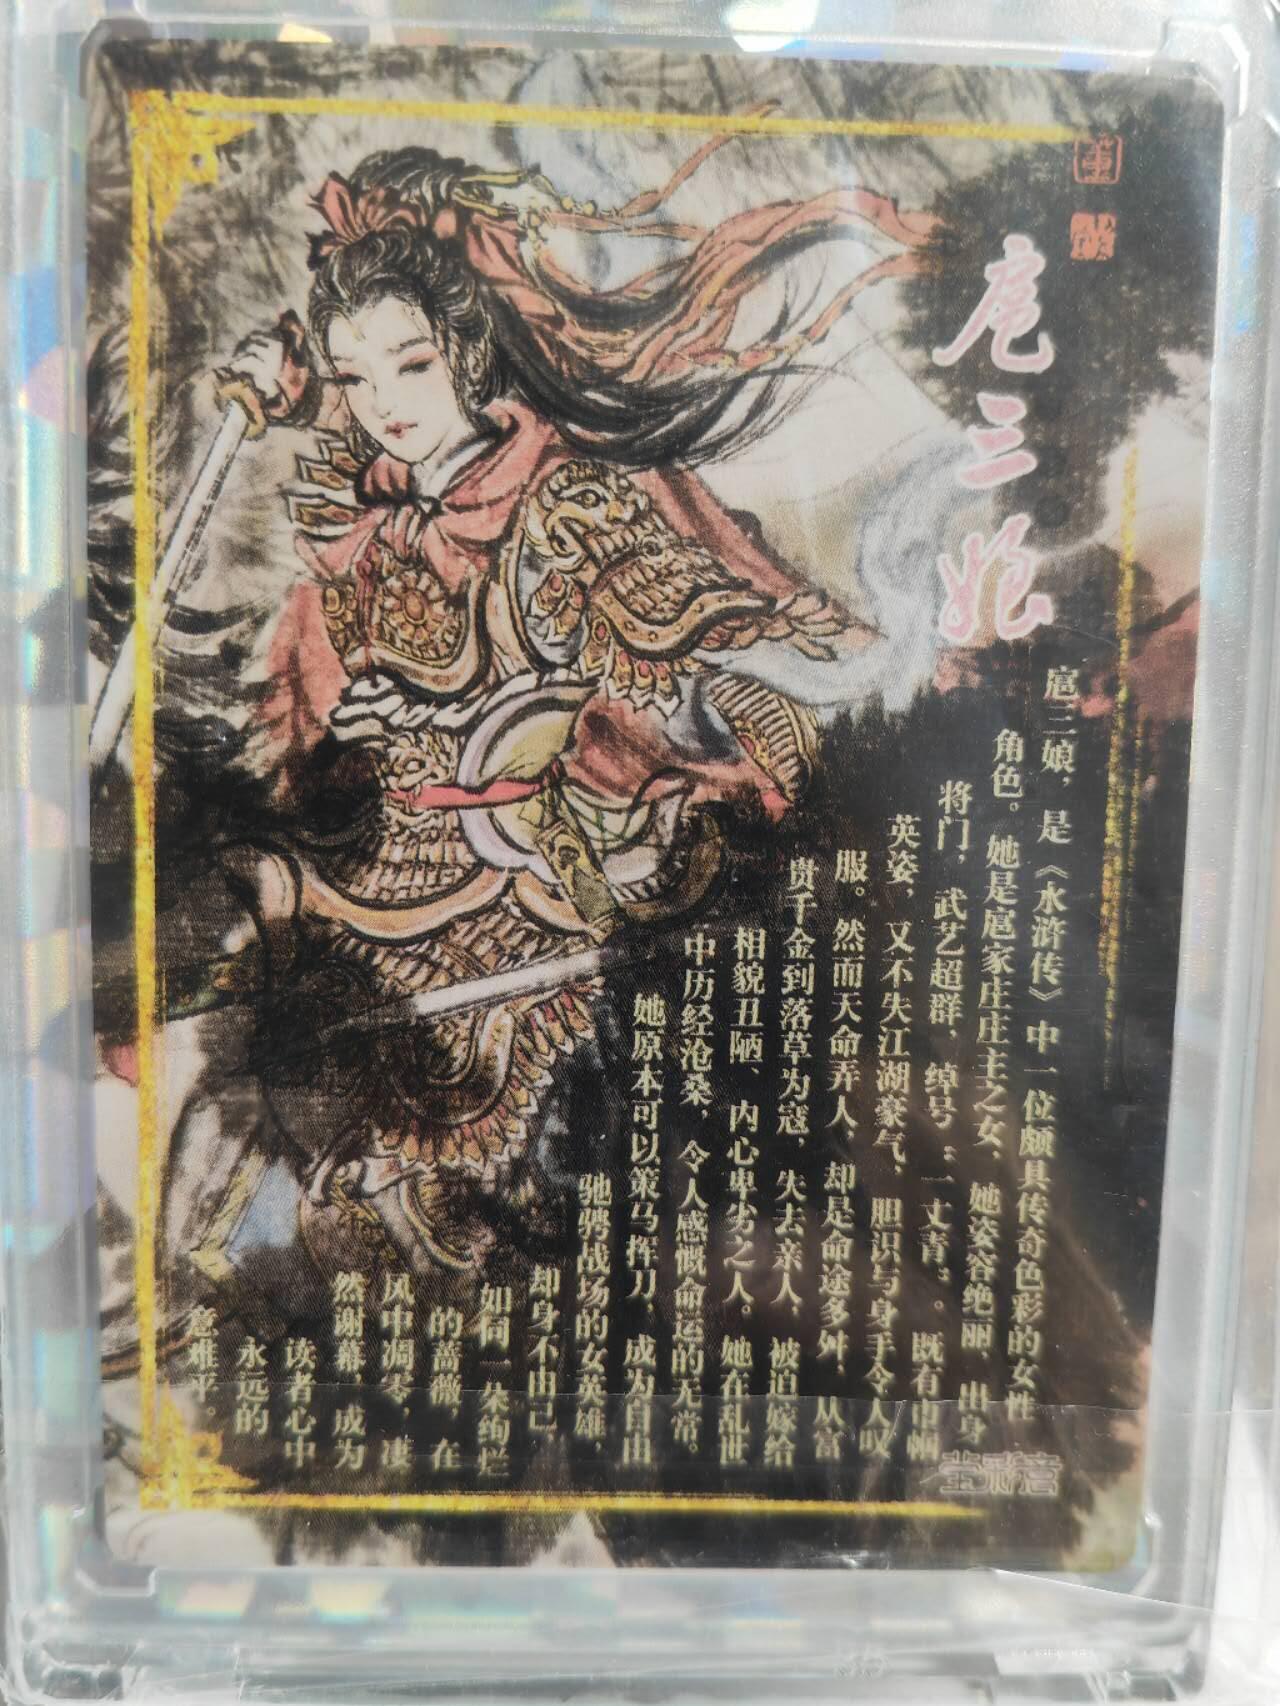 扈三娘
扈三娘，是《水浒传》中一位颇具传奇色彩的女性
角色。她是扈家庄庄主之女，她姿容绝丽，出身
将门，武艺超群，绰号：一丈青。既有巾帼
英姿，又不失江湖豪气，胆识与身手令人叹
服。然而天命弄人，却是命途多舛，从富
贵千金到落草为寇，失去亲人，被迫嫁给
相貌丑陋、内心卑劣之人。她在乱世
中历经沧桑，令人感慨命运的无常。
她原本可以策马挥刀，成为自由
驰骋战场的女英雄，
却身不由己，
如同一朵绚烂
的蔷薇，在
风中凋零，凄
然谢幕，成为
读者心中
永远的
意难平。